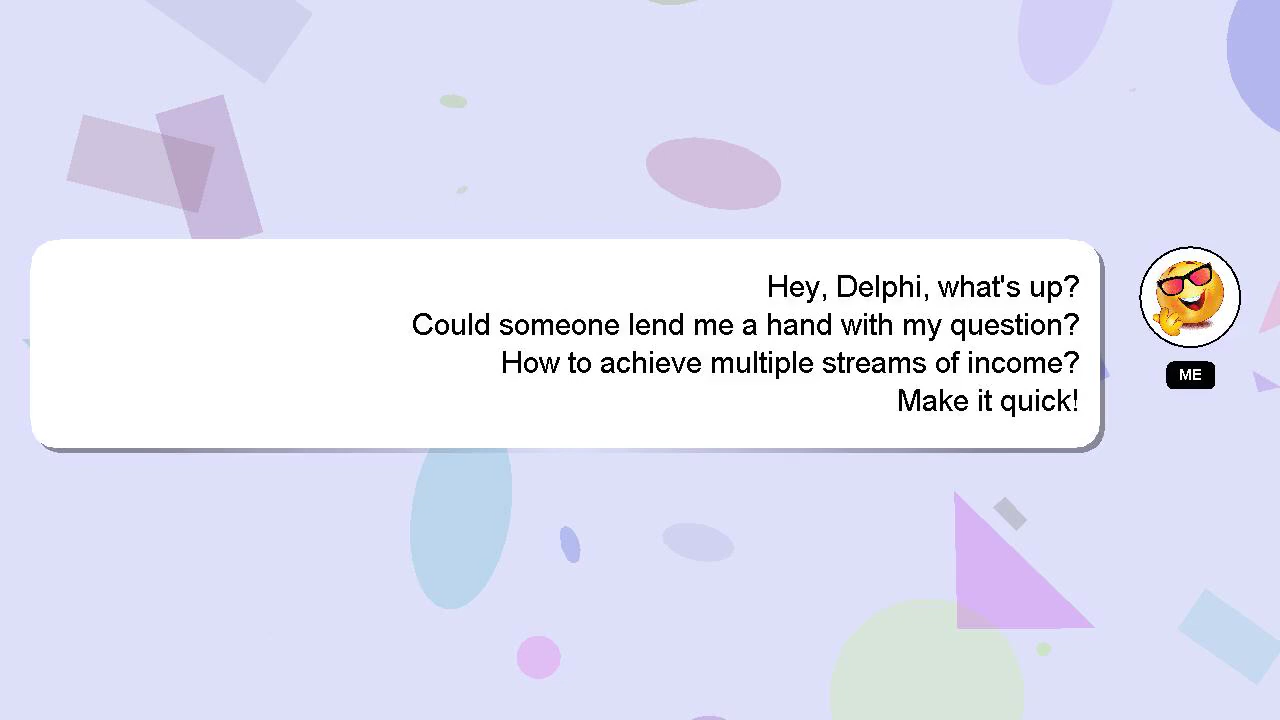 Hey, Delphi, what's up?
Could someone lend me a hand with my question?
How to achieve multiple streams of income?
Make it quick!
ME